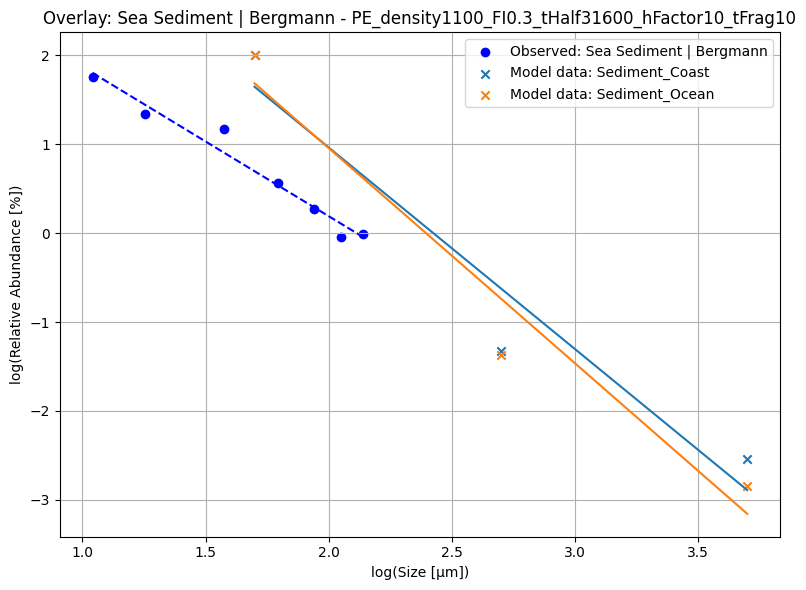 Overlay: Sea Sediment | Bergmann - PE_density1100_FI0.3_tHalf31600_hFactor10_tFrag10
Observed: Sea Sediment | Bergmann
Model data: Sediment_Coast
Model data: Sediment_Ocean
log(Relative Abundance [%])
2
1
0
−1
−2
−3
1.0 1.5 2.0 2.5 3.0 3.5
log(Size [μm])